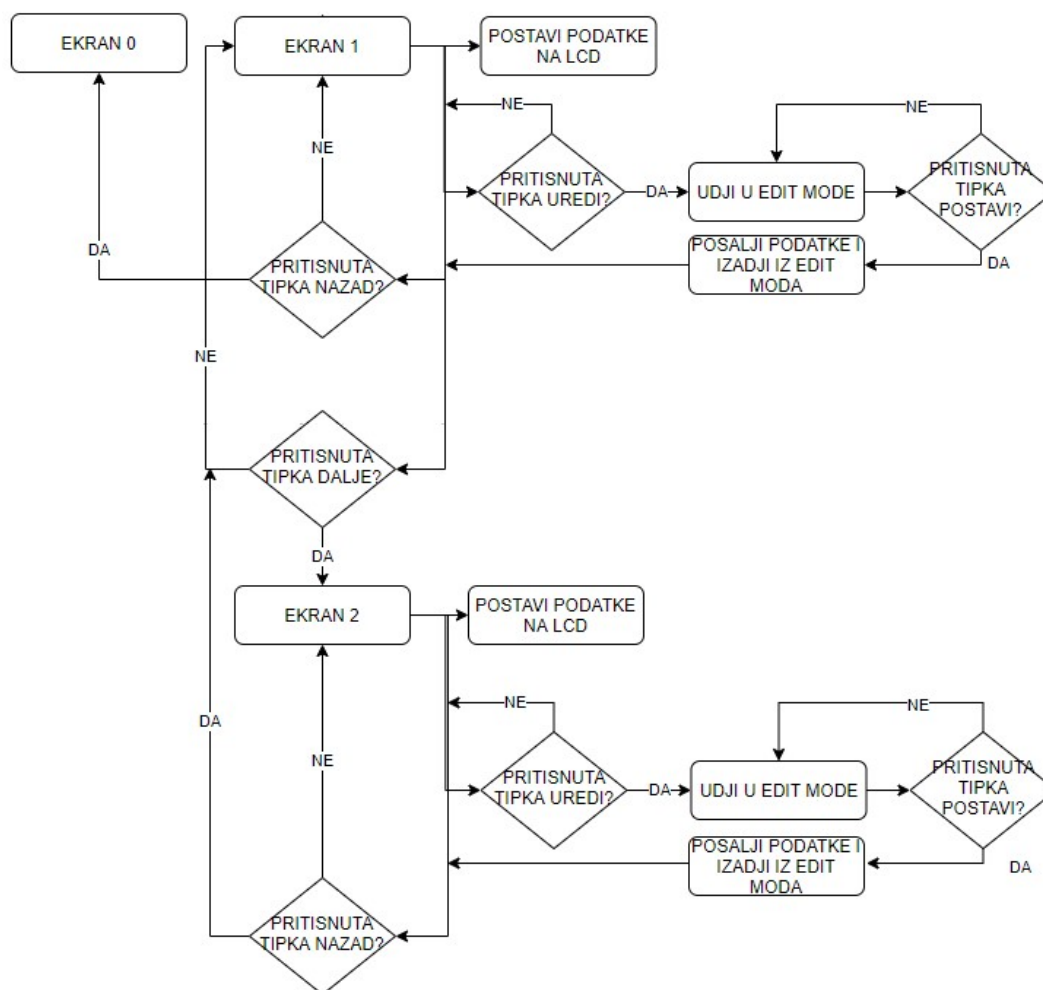 EKRAN 0
EKRAN 1
POSTAVI PODATKE
NA LCD
NE
NE
NE
PRITISNUTA
TIPKA UREDI?
DA
UDJI U EDIT MODE
PRITISNUTA
TIPKA
POSTAVI?
DA
PRITISNUTA
TIPKA NAZAD?
POSALJI PODATKE I
IZADJI IZ EDIT
MODA
DA
NE
PRITISNUTA
TIPKA DALJE?
DA
EKRAN 2
POSTAVI PODATKE
NA LCD
NE
NE
DA
NE
PRITISNUTA
TIPKA UREDI?
DA
UDJI U EDIT MODE
PRITISNUTA
TIPKA
POSTAVI?
POSALJI PODATKE I
IZADJI IZ EDIT
MODA
DA
PRITISNUTA
TIPKA NAZAD?